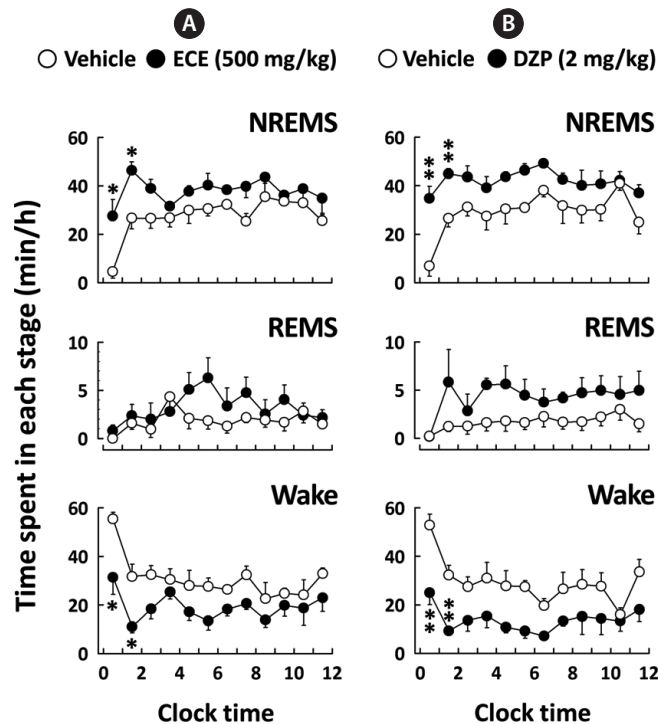 A B
Vehicle ECE (500 mg/kg) Vehicle DZP (2 mg/kg)
NREMS NREMS
60 60
** ****
40 40
20 20
0 0
REMS REMS
10 10
5 5
0 0
Wake Wake
60 60
40 40
20 20
** ****
0 0
0 2 4 6 8 10 12 0 2 4 6 8 10 12
Clock time Clock time
Time spent in each stage (min/h)